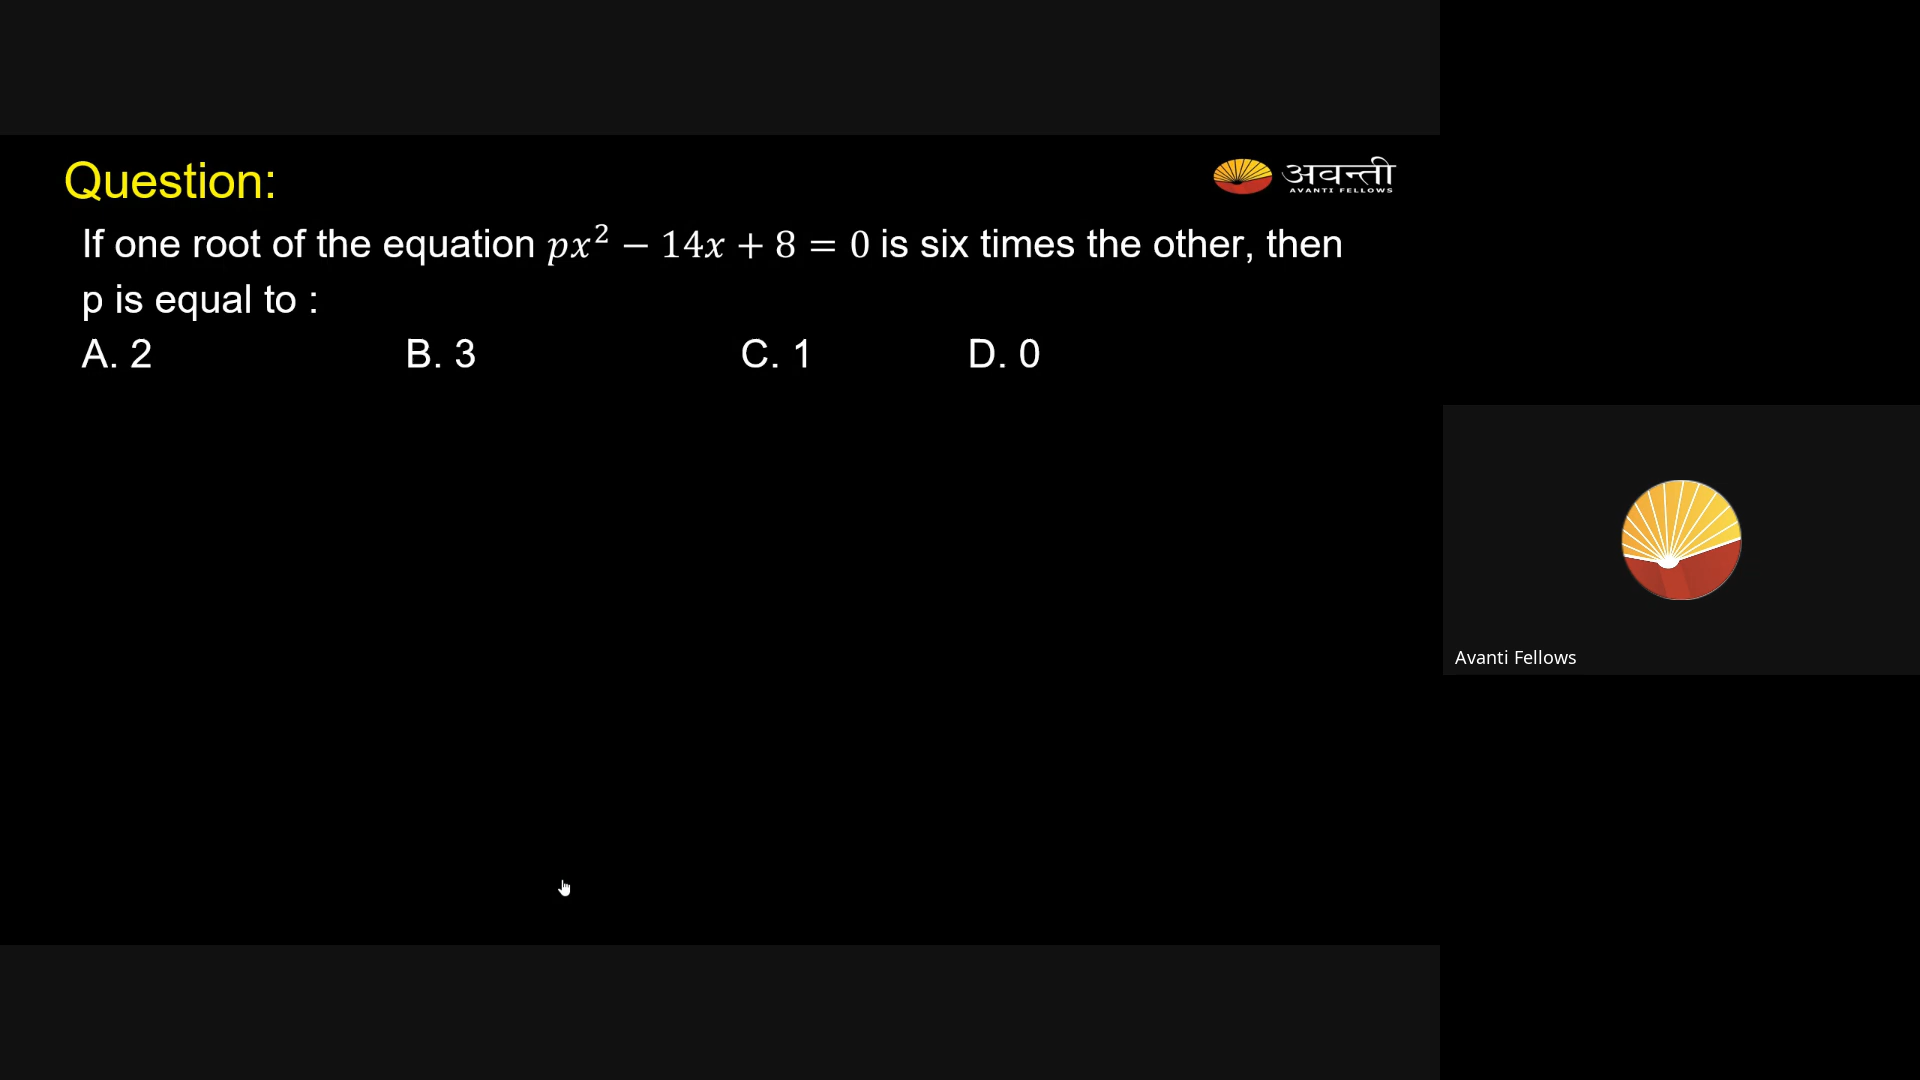 Question:
अवन्ती
AVANTI FELLOWS
If one root of the equation px² − 14x + 8 = 0 is six times the other, then
p is equal to :
A. 2 B. 3 C. 1 D. 0
Avanti Fellows